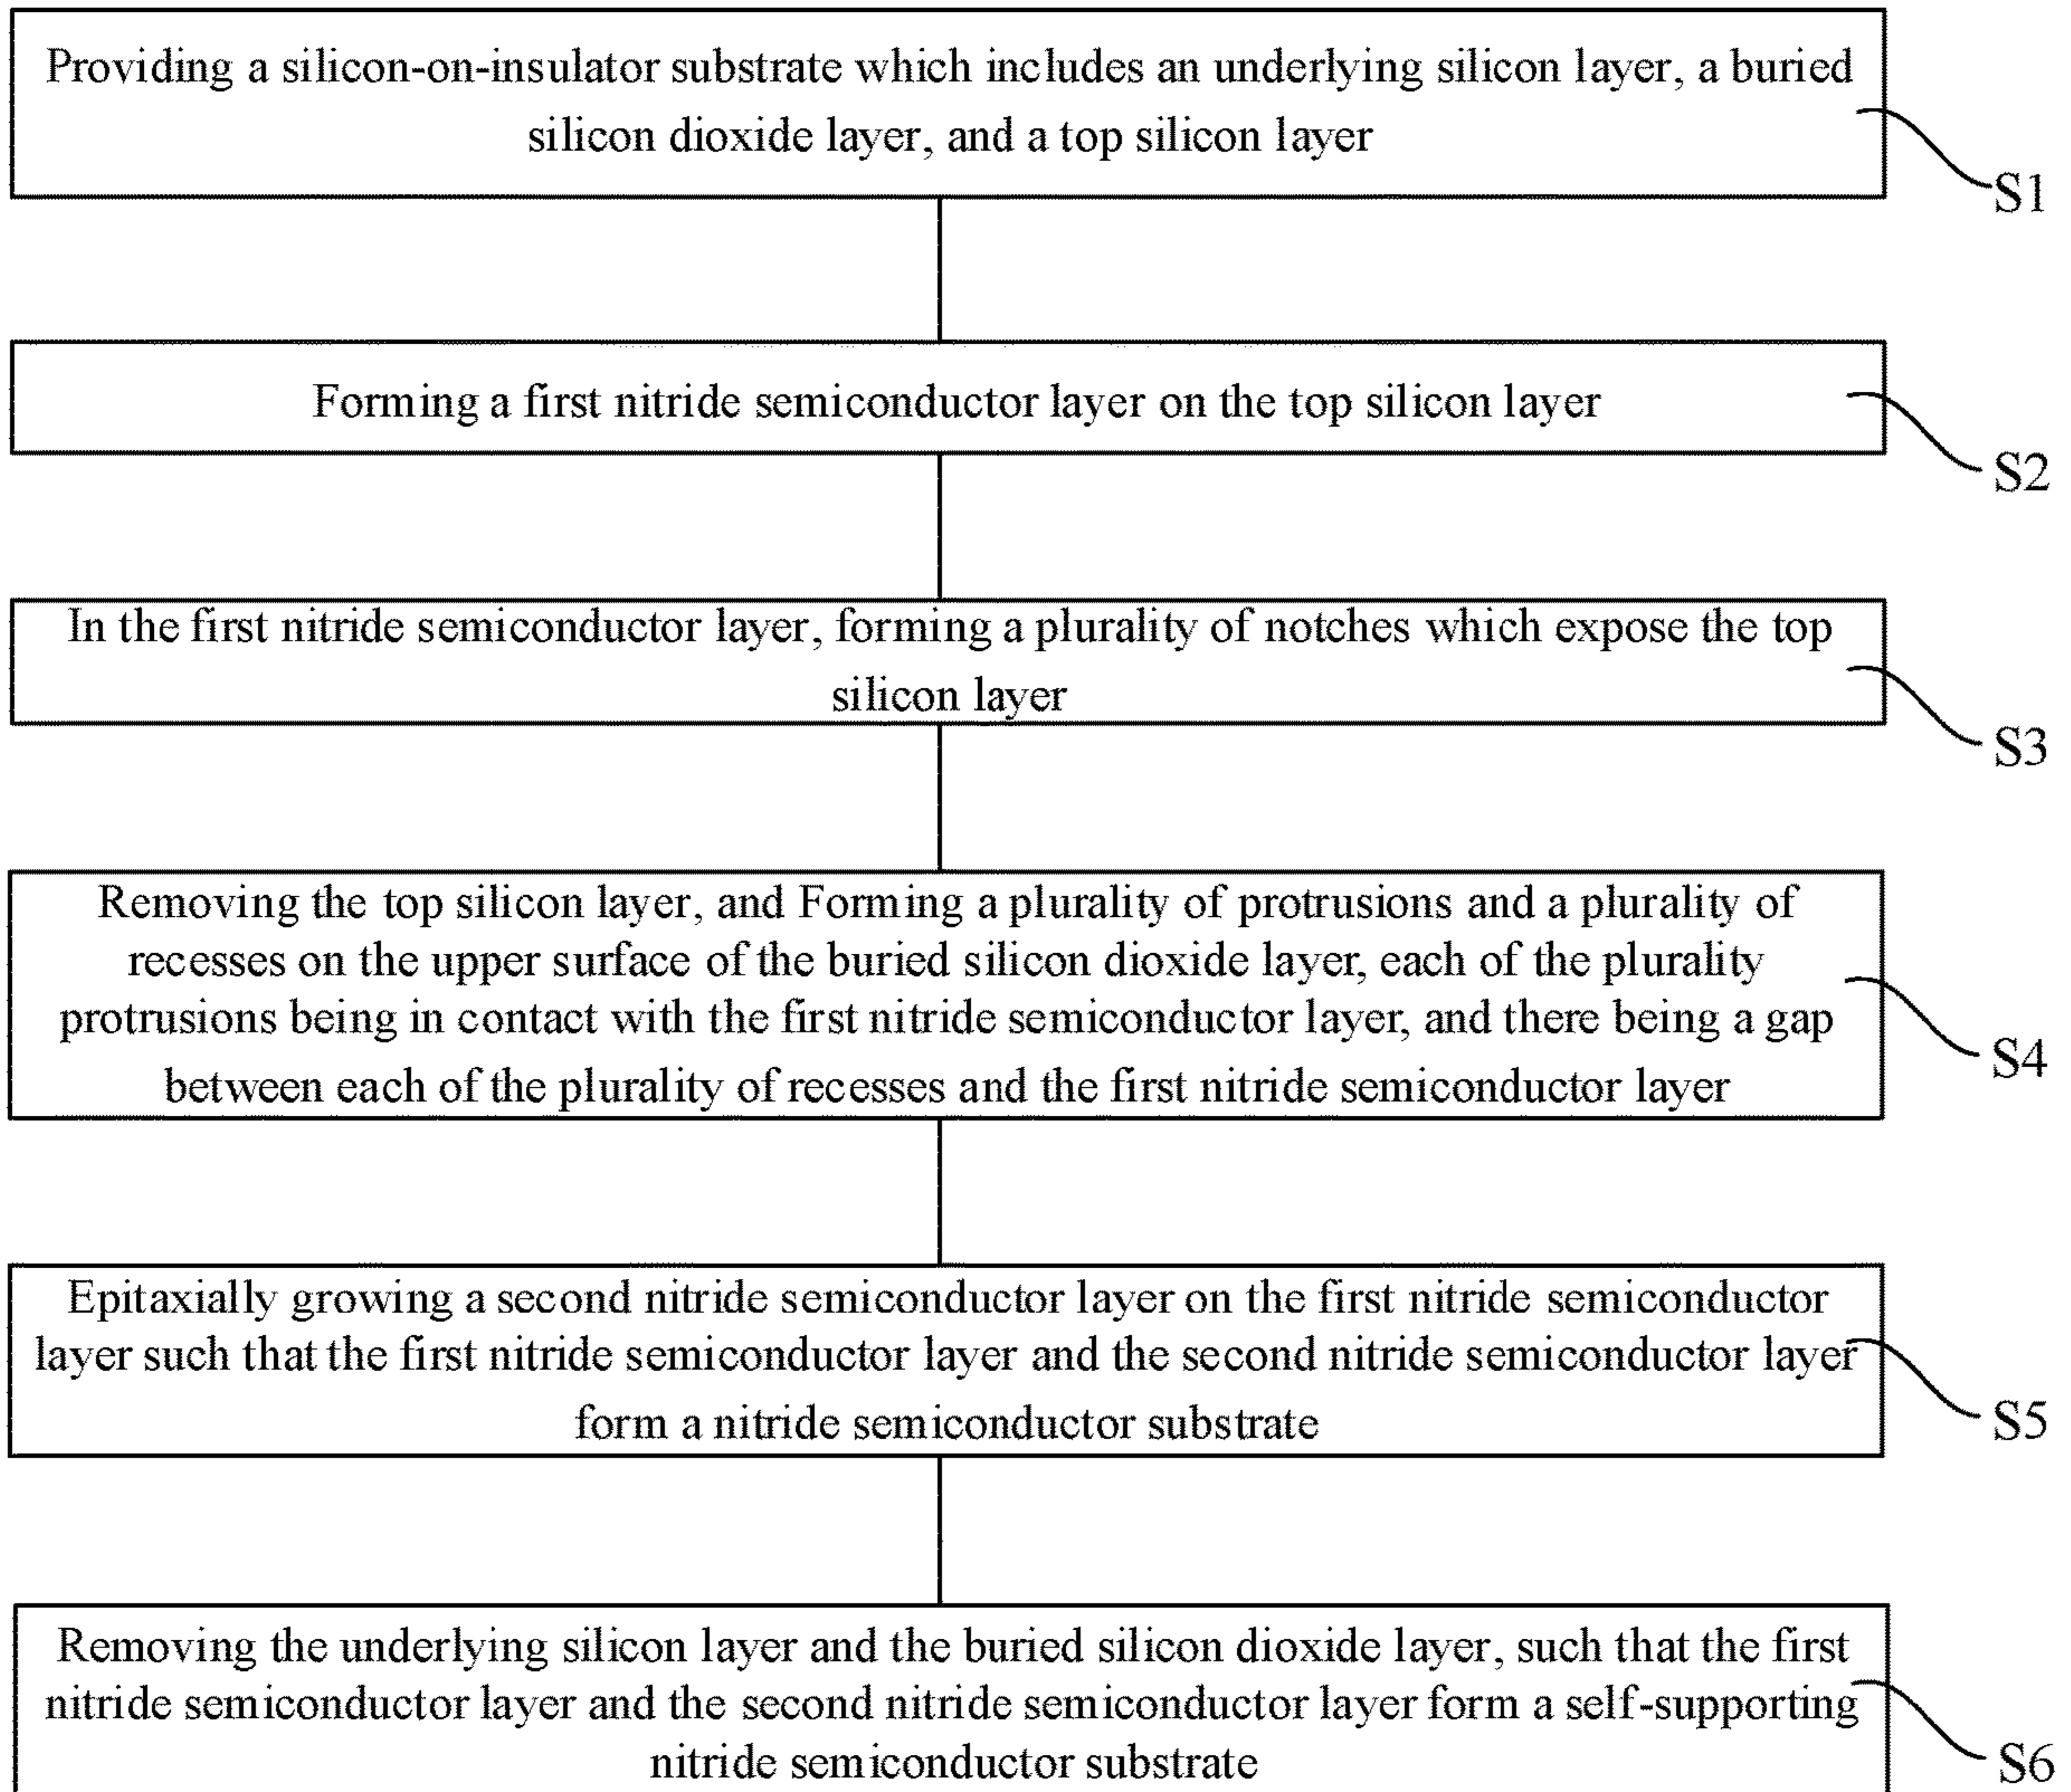 Providing a silicon-on-insulator substrate which includes an underlying silicon layer, a buried
silicon dioxide layer, and a top silicon layer
S1
Forming a first nitride semiconductor layer on the top silicon layer
S2
In the first nitride semiconductor layer, forming a plurality of notches which expose the top
silicon layer
S3
Removing the top silicon layer, and Forming a plurality of protrusions and a plurality of
recesses on the upper surface of the buried silicon dioxide layer, each of the plurality
protrusions being in contact with the first nitride semiconductor layer, and there being a gap
between each of the plurality of recesses and the first nitride semiconductor layer
S4
Epitaxially growing a second nitride semiconductor layer on the first nitride semiconductor
layer such that the first nitride semiconductor layer and the second nitride semiconductor layer
form a nitride semiconductor substrate
S5
Removing the underlying silicon layer and the buried silicon dioxide layer, such that the first
nitride semiconductor layer and the second nitride semiconductor layer form a self-supporting
nitride semiconductor substrate
S6